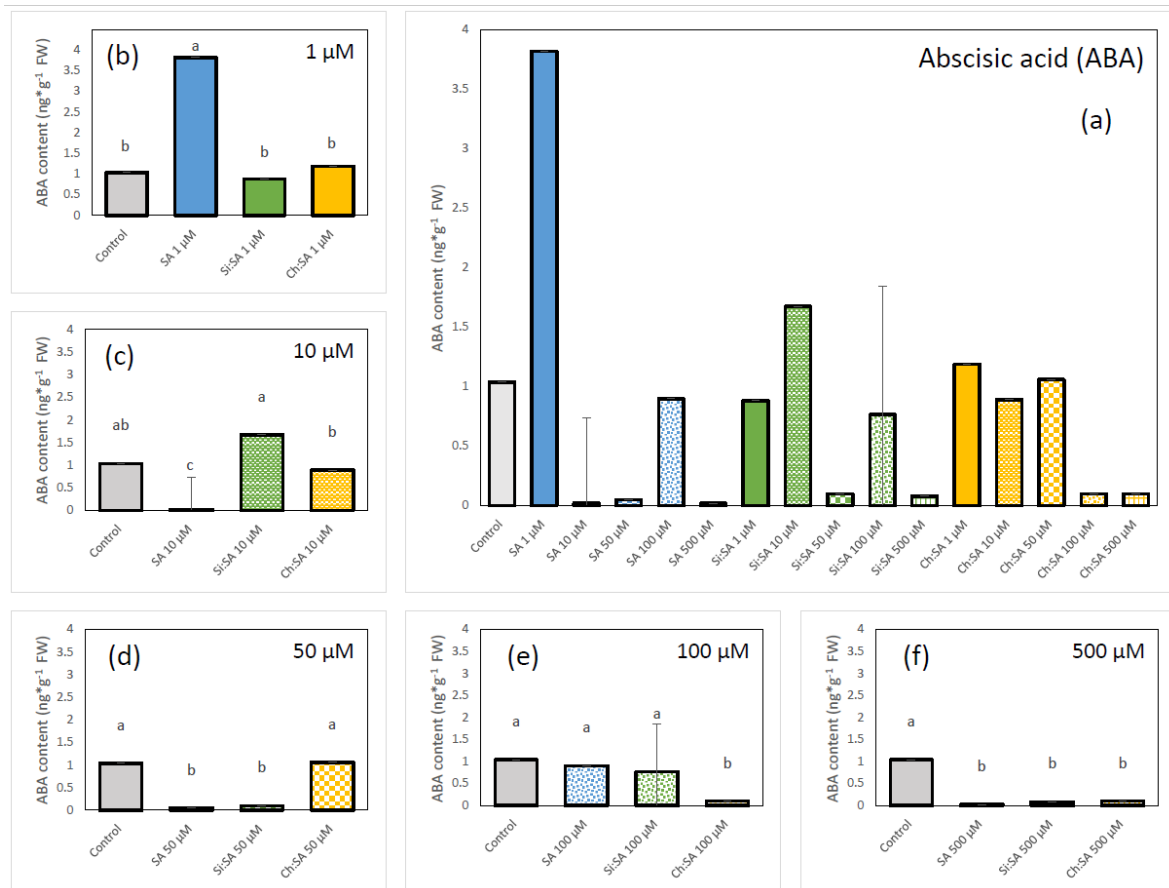 (b)
1 µM
ABA content (ng*g⁻¹ FW)
4
3.5
3
2.5
2
1.5
1
0.5
0
b
a
b
b
Control
SA 1 µM
Si:SA 1 µM
Ch:SA 1 µM
Abscisic acid (ABA)
(a)
ABA content (ng*g⁻¹ FW)
4
3.5
3
2.5
2
1.5
1
0.5
0
Control
SA 1 µM
SA 10 µM
SA 50 µM
SA 100 µM
SA 500 µM
Si:SA 1 µM
Si:SA 10 µM
Si:SA 50 µM
Si:SA 100 µM
Si:SA 500 µM
Ch:SA 1 µM
Ch:SA 10 µM
Ch:SA 50 µM
Ch:SA 100 µM
Ch:SA 500 µM
(c)
10 µM
ABA content (ng*g⁻¹ FW)
4
3.5
3
2.5
2
1.5
1
0.5
0
ab
c
a
b
Control
SA 10 µM
Si:SA 10 µM
Ch:SA 10 µM
(d)
50 µM
ABA content (ng*g⁻¹ FW)
4
3.5
3
2.5
2
1.5
1
0.5
0
a
b
b
a
Control
SA 50 µM
Si:SA 50 µM
Ch:SA 50 µM
(e)
100 µM
ABA content (ng*g⁻¹ FW)
4
3.5
3
2.5
2
1.5
1
0.5
0
a
a
a
b
Control
SA 100 µM
Si:SA 100 µM
Ch:SA 100 µM
(f)
500 µM
ABA content (ng*g⁻¹ FW)
4
3.5
3
2.5
2
1.5
1
0.5
0
a
b
b
b
Control
SA 500 µM
Si:SA 500 µM
Ch:SA 500 µM